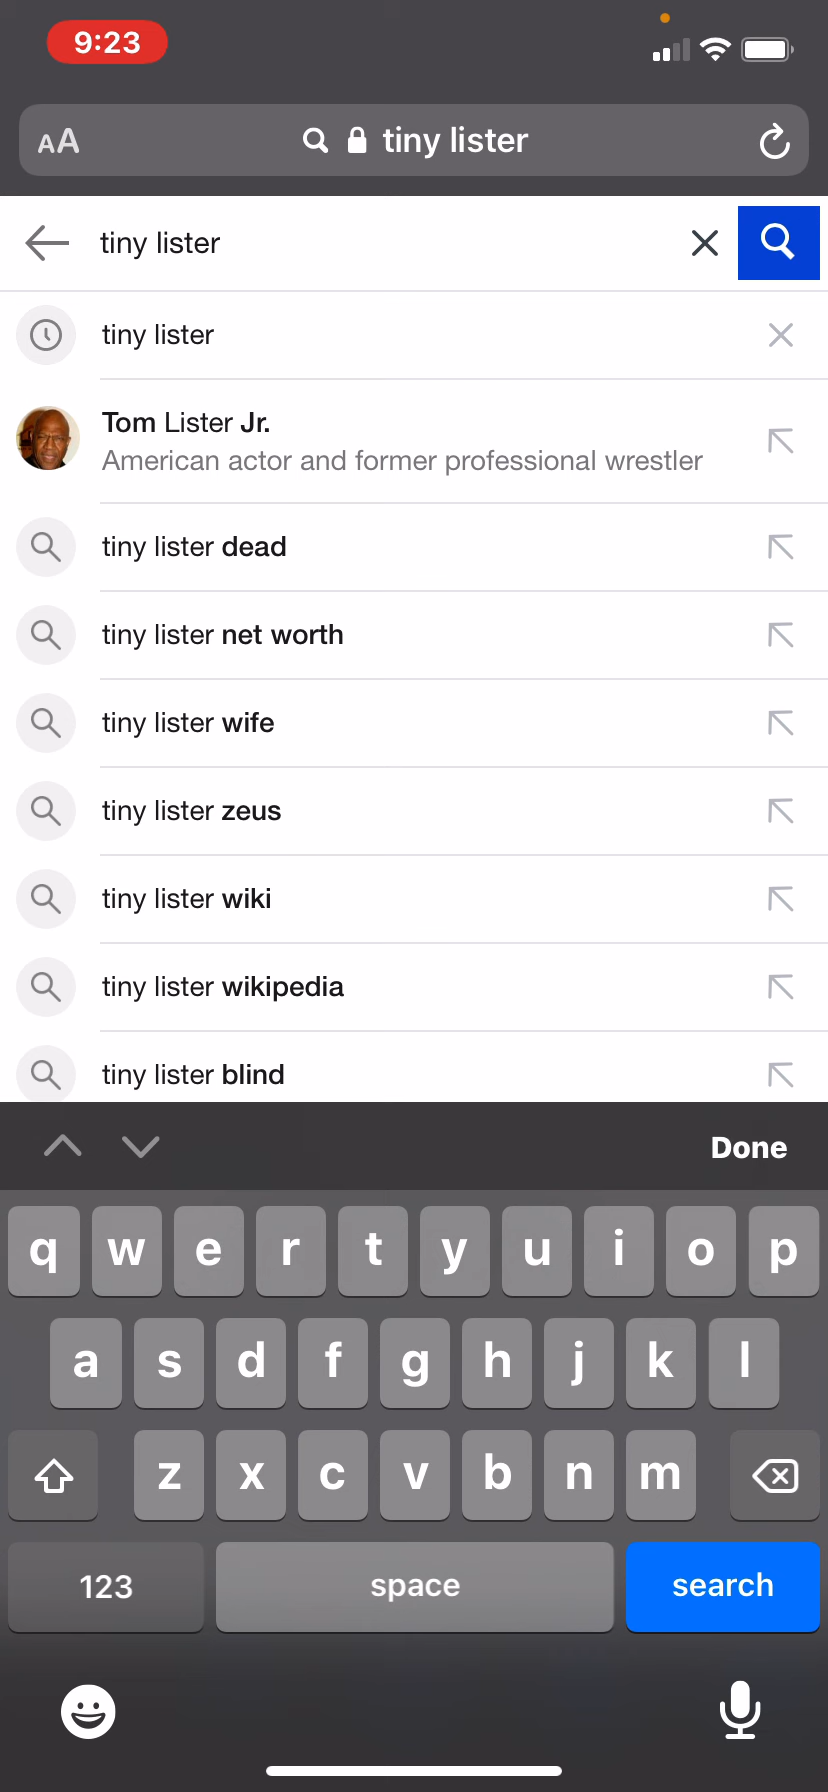 9:23
AA tiny lister
tiny lister
tiny lister
Tom Lister Jr.
American actor and former professional wrestler
tiny lister dead
tiny lister net worth
tiny lister wife
tiny lister zeus
tiny lister wiki
tiny lister wikipedia
tiny lister blind
Done
q w e r t y u i o p
a s d f g h j k l
z x c v b n m
123 space search